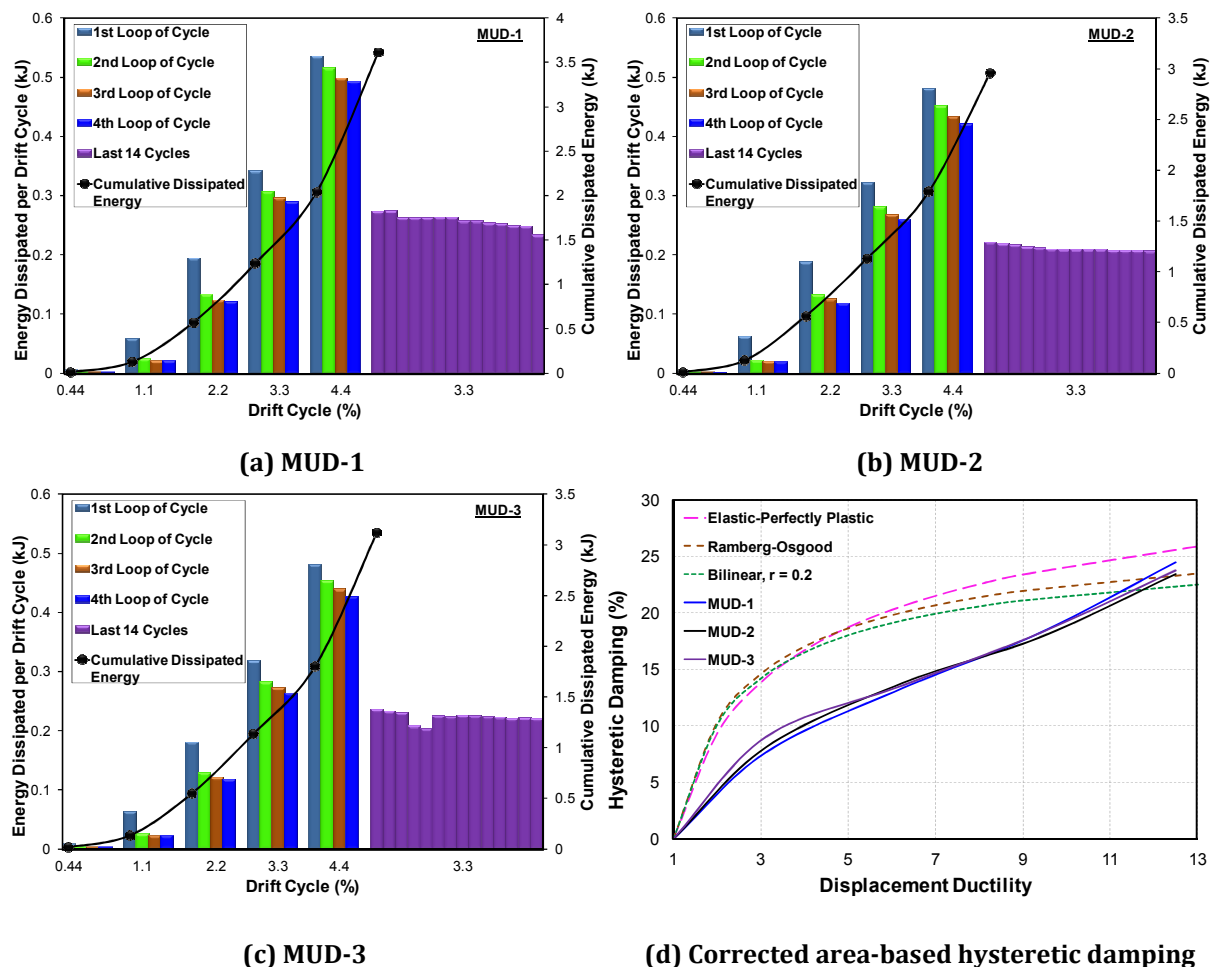 MUD-1
1st Loop of Cycle
2nd Loop of Cycle
3rd Loop of Cycle
4th Loop of Cycle
Last 14 Cycles
Cumulative Dissipated
Energy
Energy Dissipated per Drift Cycle (kJ)
0.6
0.5
0.4
0.3
0.2
0.1
0
Cumulative Dissipated Energy (kJ)
4
3.5
3
2.5
2
1.5
1
0.5
0
0.44 1.1 2.2 3.3 4.4 3.3
Drift Cycle (%)
(a) MUD-1
MUD-2
1st Loop of Cycle
2nd Loop of Cycle
3rd Loop of Cycle
4th Loop of Cycle
Last 14 Cycles
Cumulative Dissipated
Energy
Energy Dissipated per Drift Cycle (kJ)
0.6
0.5
0.4
0.3
0.2
0.1
0
Cumulative Dissipated Energy (kJ)
3.5
3
2.5
2
1.5
1
0.5
0
0.44 1.1 2.2 3.3 4.4 3.3
Drift Cycle (%)
(b) MUD-2
MUD-3
1st Loop of Cycle
2nd Loop of Cycle
3rd Loop of Cycle
4th Loop of Cycle
Last 14 Cycles
Cumulative Dissipated
Energy
Energy Dissipated per Drift Cycle (kJ)
0.6
0.5
0.4
0.3
0.2
0.1
0
Cumulative Dissipated Energy (kJ)
3.5
3
2.5
2
1.5
1
0.5
0
0.44 1.1 2.2 3.3 4.4 3.3
Drift Cycle (%)
(c) MUD-3
Elastic-Perfectly Plastic
Ramberg-Osgood
Bilinear, r = 0.2
MUD-1
MUD-2
MUD-3
Hysteretic Damping (%)
30
25
20
15
10
5
0
1 3 5 7 9 11 13
Displacement Ductility
(d) Corrected area-based hysteretic damping